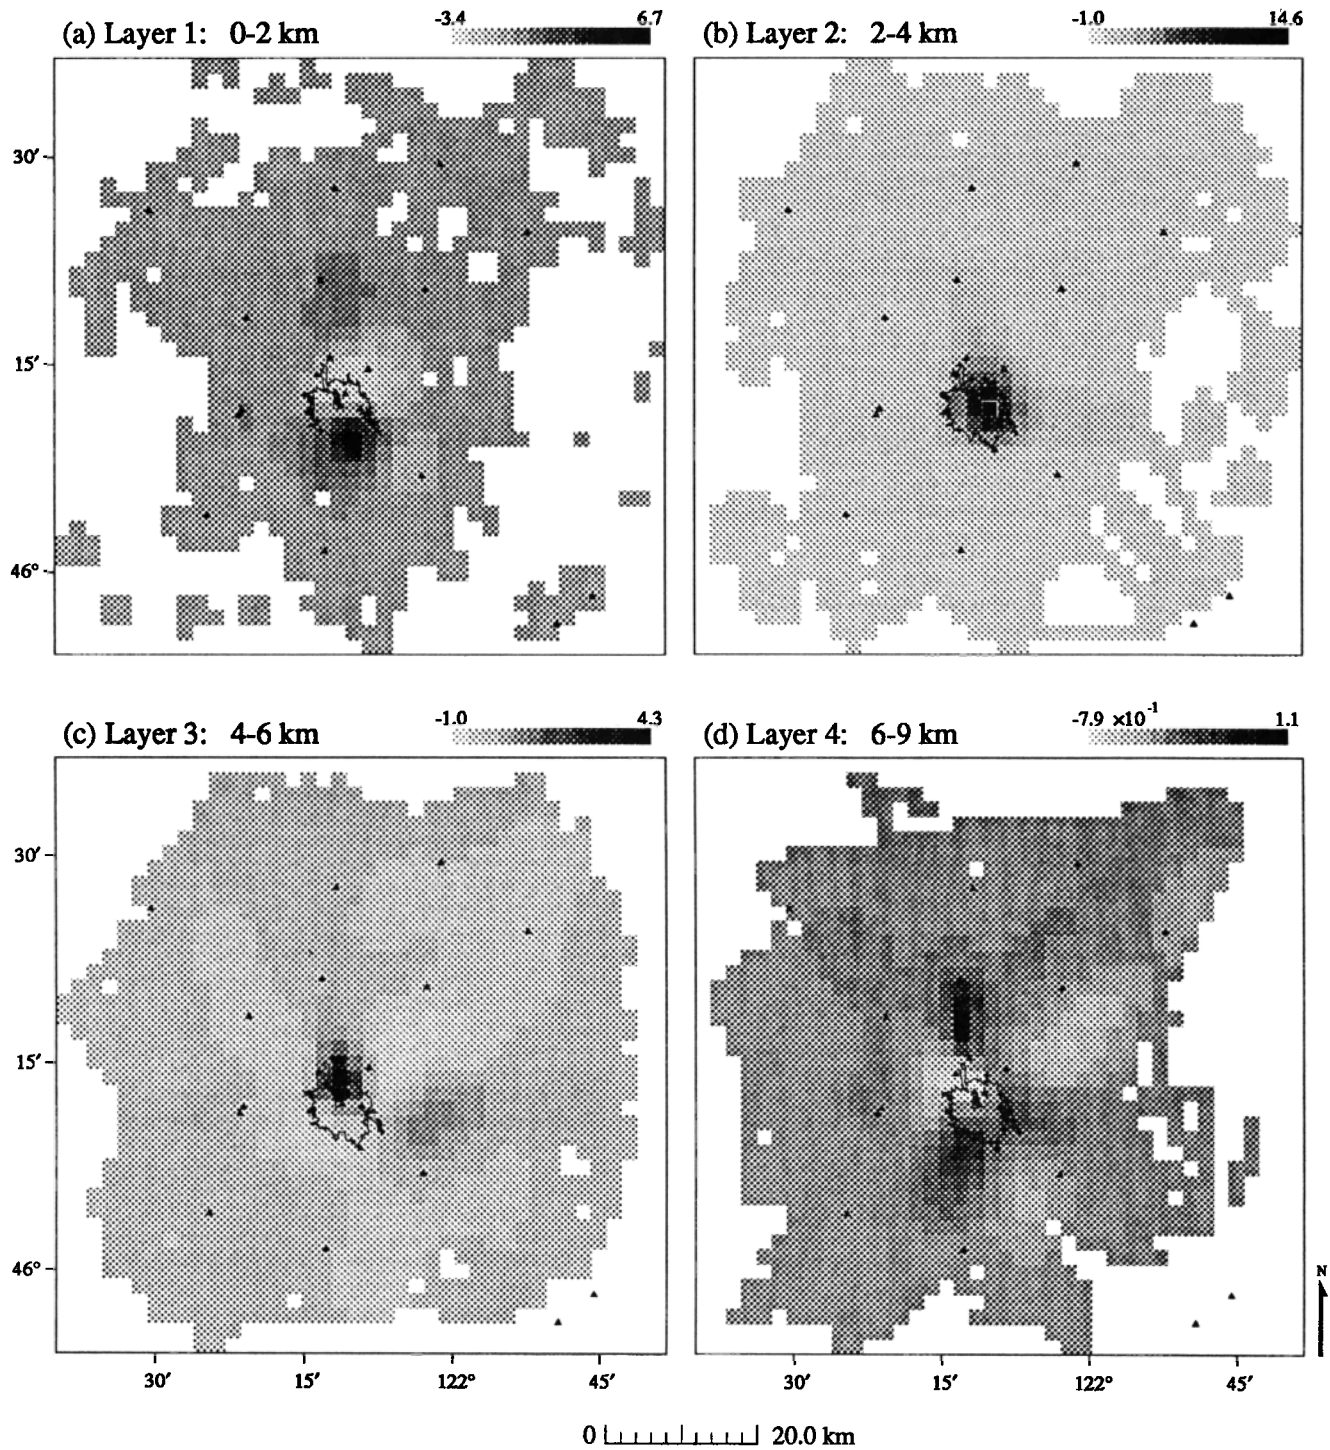 (a) Layer 1: 0-2 km
-3.4 6.7
(b) Layer 2: 2-4 km
-1.0 14.6
30′
15′
46°
(c) Layer 3: 4-6 km
-1.0 4.3
(d) Layer 4: 6-9 km
-7.9 ×10⁻¹ 1.1
30′
15′
46°
N
30′ 15′ 122° 45′
30′ 15′ 122° 45′
0 20.0 km